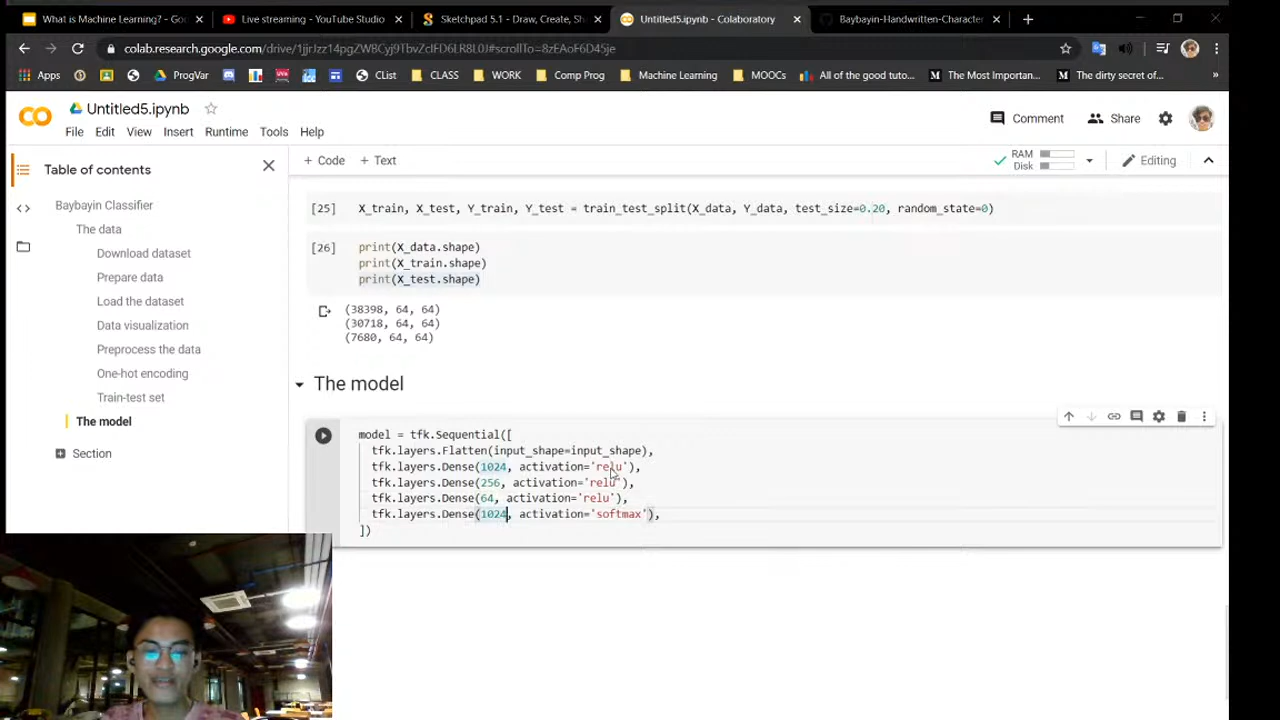 What is Machine Learning? - Go
Live streaming - YouTube Studio
Sketchpad 5.1 - Draw, Create, Sh
Untitled5.ipynb - Colaboratory
Baybayin-Handwritten-Character
colab.research.google.com/drive/1jjrJzz14pgZW8Cyj9TbvZcIFD6LR8L0J#scrollTo=8zEAoF6D45je
Apps
ProgVar
CList
CLASS
WORK
Comp Prog
Machine Learning
MOOCs
All of the good tuto...
The Most Important...
The dirty secret of...
Untitled5.ipynb
File Edit View Insert Runtime Tools Help
Comment
Share
Table of contents
+ Code + Text
RAM
Disk
Editing
Baybayin Classifier
The data
Download dataset
Prepare data
Load the dataset
Data visualization
Preprocess the data
One-hot encoding
Train-test set
The model
Section
[25] X_train, X_test, Y_train, Y_test = train_test_split(X_data, Y_data, test_size=0.20, random_state=0)
[26] print(X_data.shape)
print(X_train.shape)
print(X_test.shape)
(38398, 64, 64)
(30718, 64, 64)
(7680, 64, 64)
The model
model = tfk.Sequential([
tfk.layers.Flatten(input_shape=input_shape),
tfk.layers.Dense(1024, activation='relu'),
tfk.layers.Dense(256, activation='relu'),
tfk.layers.Dense(64, activation='relu'),
tfk.layers.Dense(1024, activation='softmax'),
])